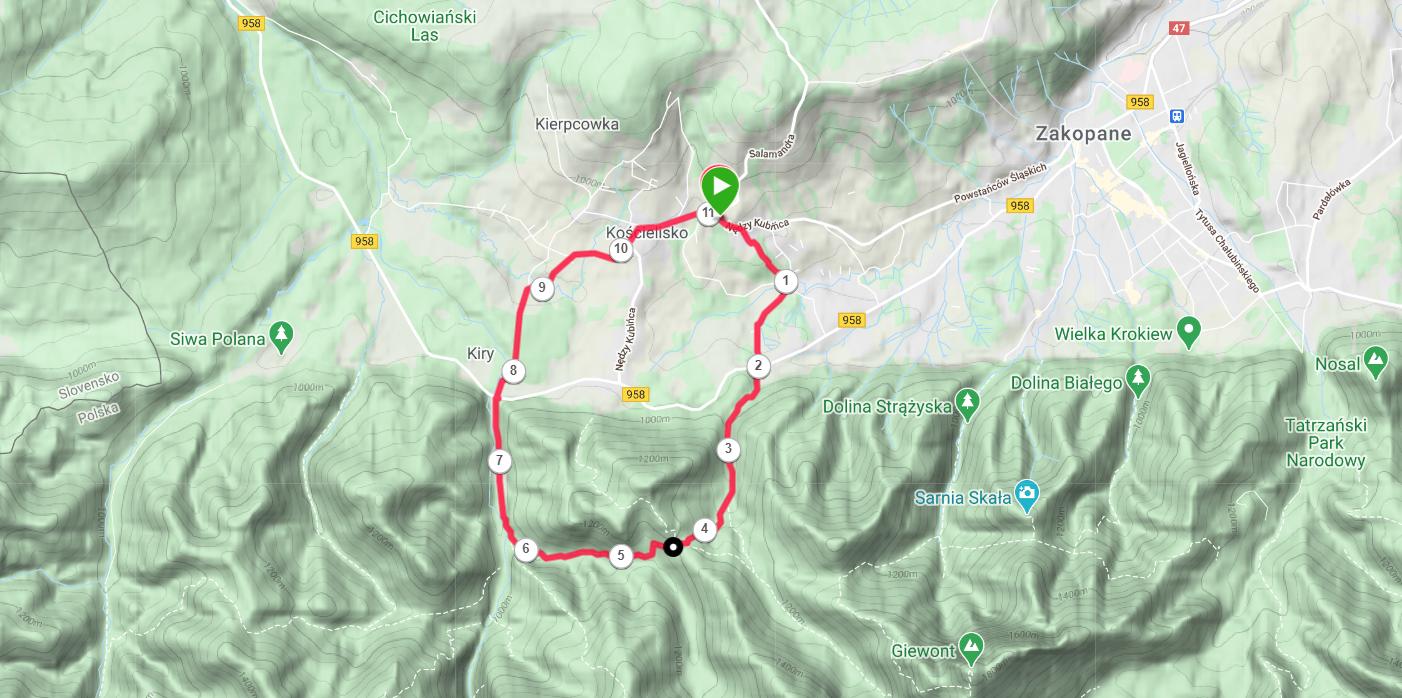 958
Cichowiański
Las
47
1000m
958
1000m
Zakopane
Kierpcowka
Salamandra
Jagiellońska
1000m
Powstańców Śląskich
958
Pardałówka
11
Nędzy Kubińca
Kościelisko
10
958
Tytusa Chałubińskiego
1
9
958
Siwa Polana
Nędzy Kubińca
Wielka Krokiew
Kiry
2
Nosal
8
Slovensko
Polska
1000m
1000m
958
Dolina Białego
Dolina Strążyska
1000m
1000m
Tatrzański
Park
Narodowy
3
1200m
7
Sarnia Skała
1200m
4
1200m
6
5
1200m
1400m
1000m
1200m
1600m
Giewont
1200m
1400m
1800m